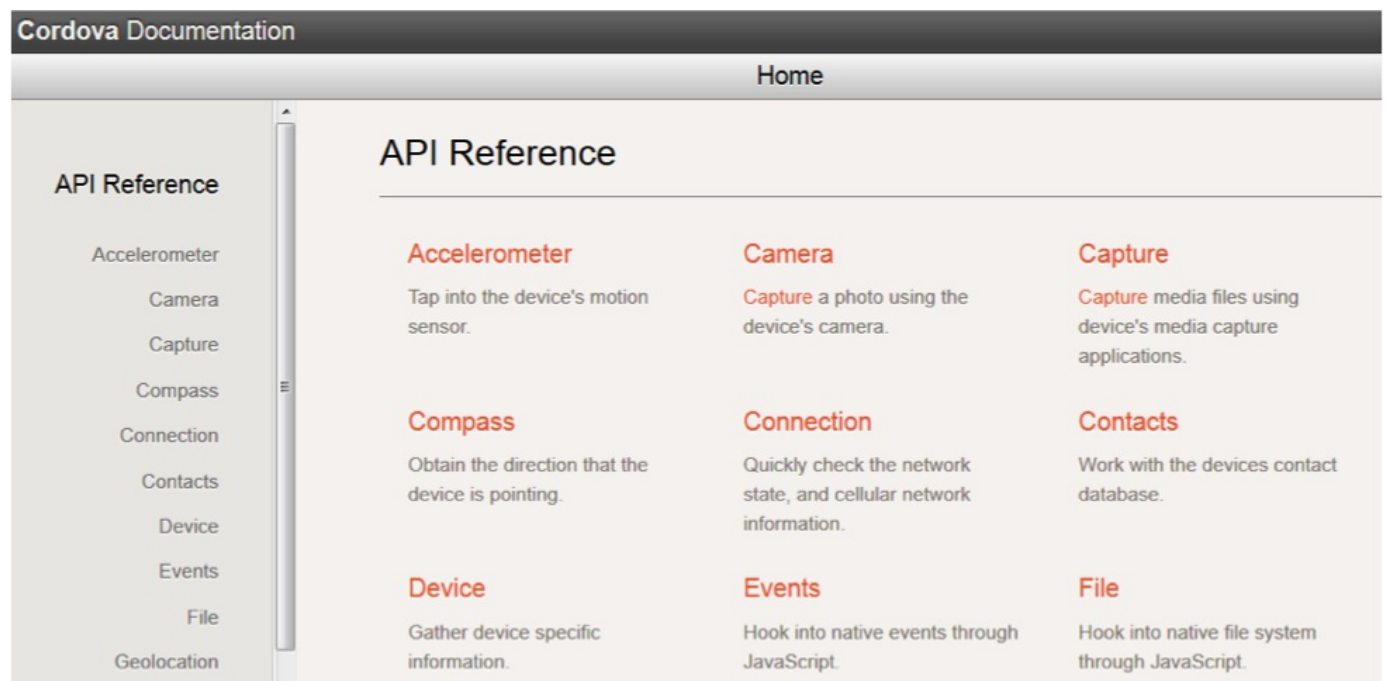 Cordova Documentation
Home
API Reference
Accelerometer
Camera
Capture
Compass
Connection
Contacts
Device
Events
File
Geolocation
API Reference
Accelerometer
Tap into the device's motion
sensor.
Camera
Capture a photo using the
device's camera.
Capture
Capture media files using
device's media capture
applications.
Compass
Obtain the direction that the
device is pointing.
Connection
Quickly check the network
state, and cellular network
information.
Contacts
Work with the devices contact
database.
Device
Gather device specific
information.
Events
Hook into native events through
JavaScript.
File
Hook into native file system
through JavaScript.